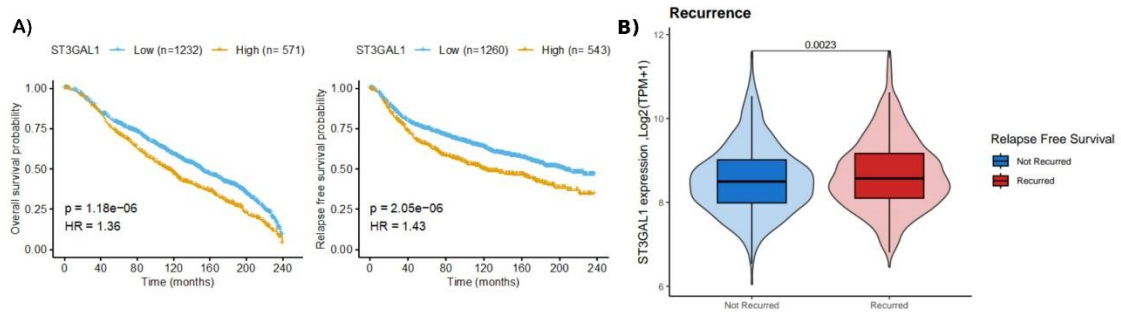 A)
ST3GAL1 Low (n=1232) High (n= 571)
Overall survival probability
1.00
0.75
0.50
0.25
0.00
p = 1.18e−06
HR = 1.36
0 40 80 120 160 200 240
Time (months)
ST3GAL1 Low (n=1260) High (n= 543)
Relapse free survival probability
1.00
0.75
0.50
0.25
0.00
p = 2.05e−06
HR = 1.43
0 40 80 120 160 200 240
Time (months)
B)
Recurrence
ST3GAL1 expression ,Log2(TPM+1)
12
10
8
6
0.0023
Not Recurred Recurred
Relapse Free Survival
Not Recurred
Recurred